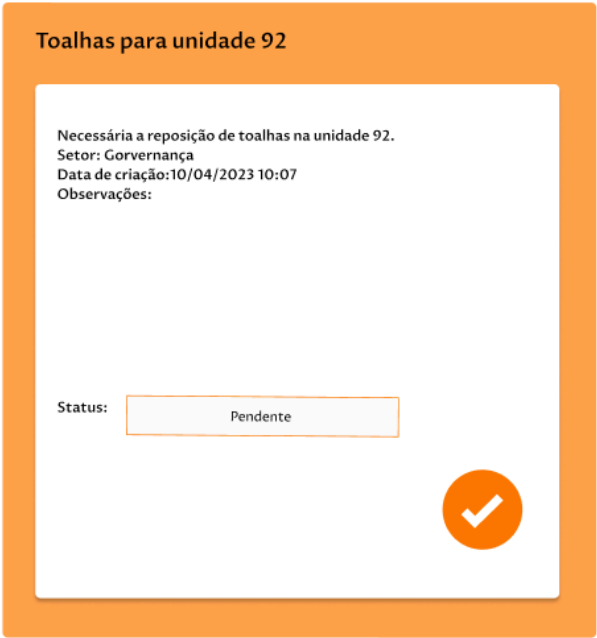 Toalhas para unidade 92
Necessária a reposição de toalhas na unidade 92.
Setor: Gorvernança
Data de criação:10/04/2023 10:07
Observações:
Status:
Pendente